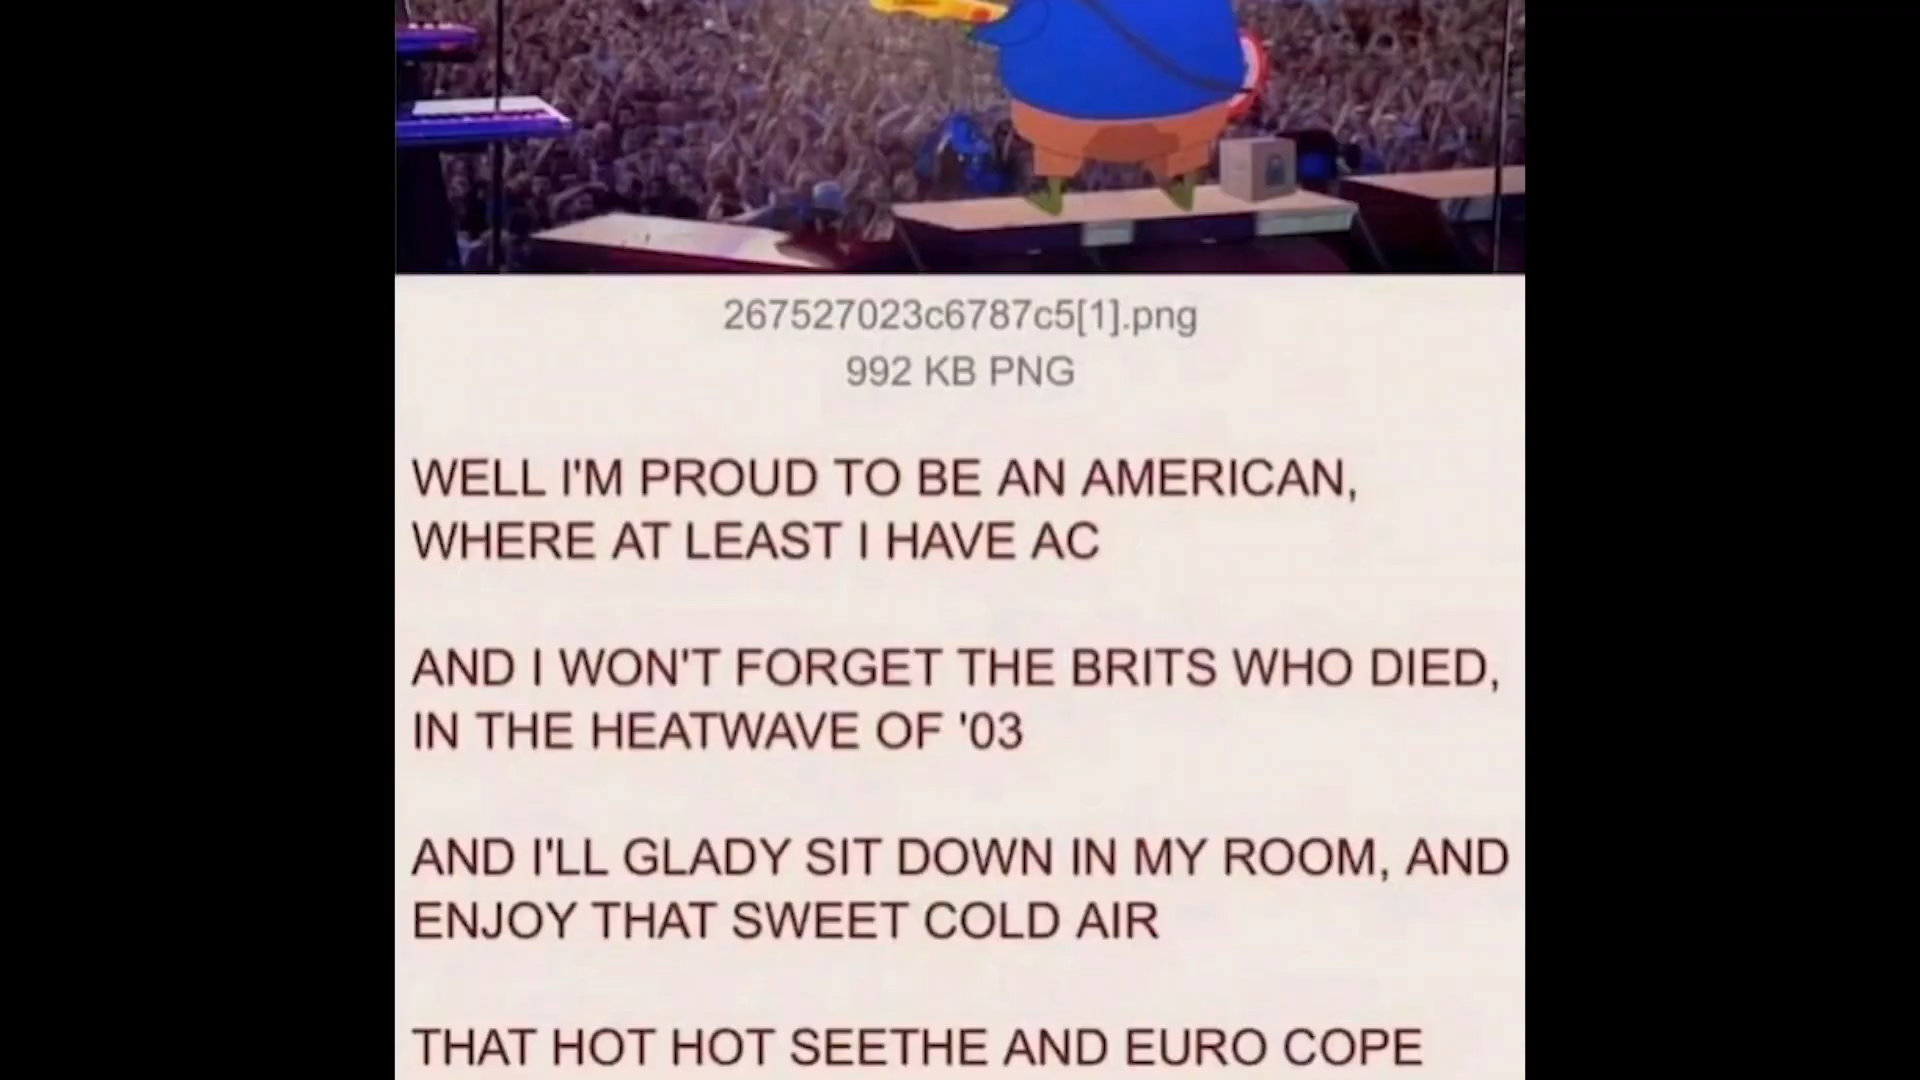 267527023c6787c5[1].png
992 KB PNG
WELL I'M PROUD TO BE AN AMERICAN,
WHERE AT LEAST I HAVE AC
AND I WON'T FORGET THE BRITS WHO DIED,
IN THE HEATWAVE OF '03
AND I'LL GLADY SIT DOWN IN MY ROOM, AND
ENJOY THAT SWEET COLD AIR
THAT HOT HOT SEETHE AND EURO COPE